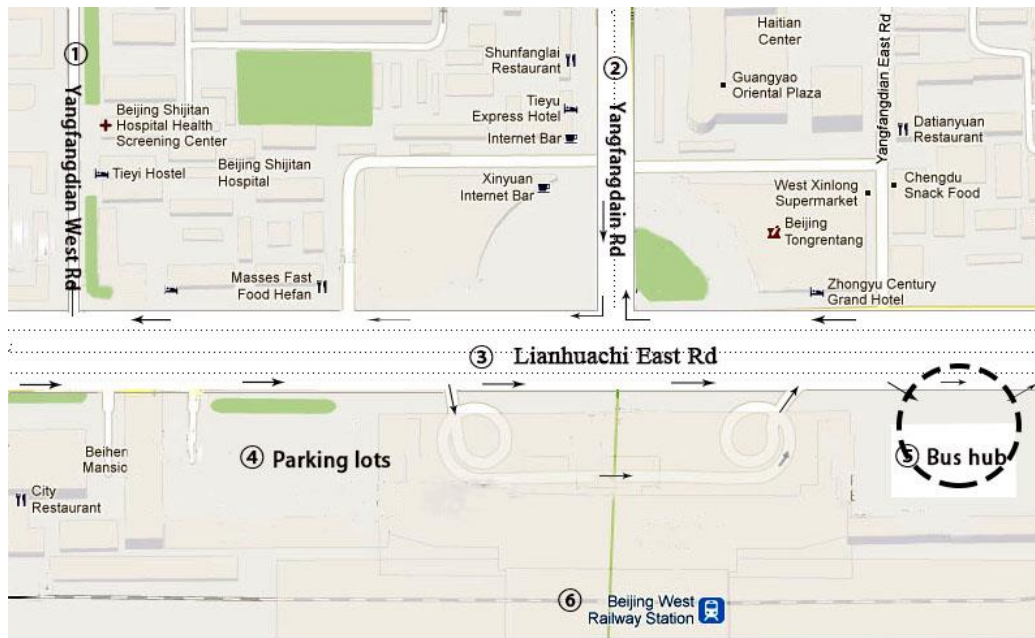 ①
Yangfangdian West Rd
Beijing Shijitan
Hospital Health
Screening Center
Tieyi Hostel
Beijing Shijitan
Hospital
Masses Fast
Food Hefan
Shunfanglai
Restaurant
Tieyu
Express Hotel
Internet Bar
Xinyuan
Internet Bar
②
Yangfangdain Rd
Haitian
Center
Guangyao
Oriental Plaza
Yangfangdian East Rd
Datianyuan
Restaurant
West Xinlong
Supermarket
Chengdu
Snack Food
Beijing
Tongrentang
Zhongyu Century
Grand Hotel
③ Lianhuachi East Rd
Beihen
Mansio
④ Parking lots
⑤ Bus hub
City
Restaurant
⑥ Beijing West
Railway Station